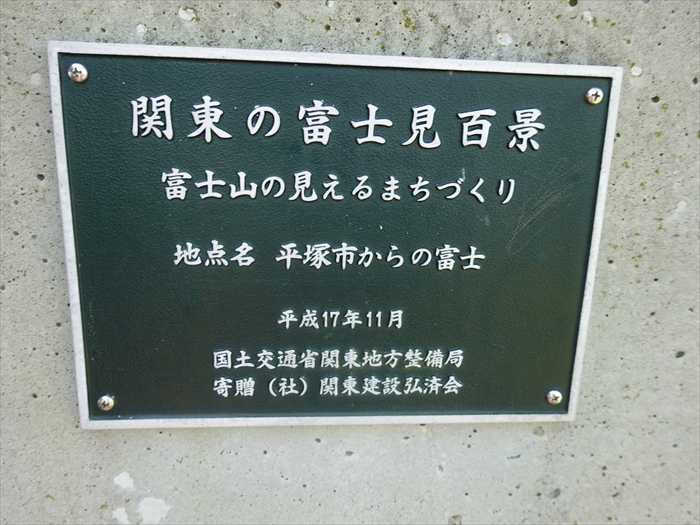 関東の富士見百景
富士山の見えるまちづくり
地点名 平塚市からの富士
平成17年11月
国土交通省関東地方整備局
寄贈（社）関東建設弘済会